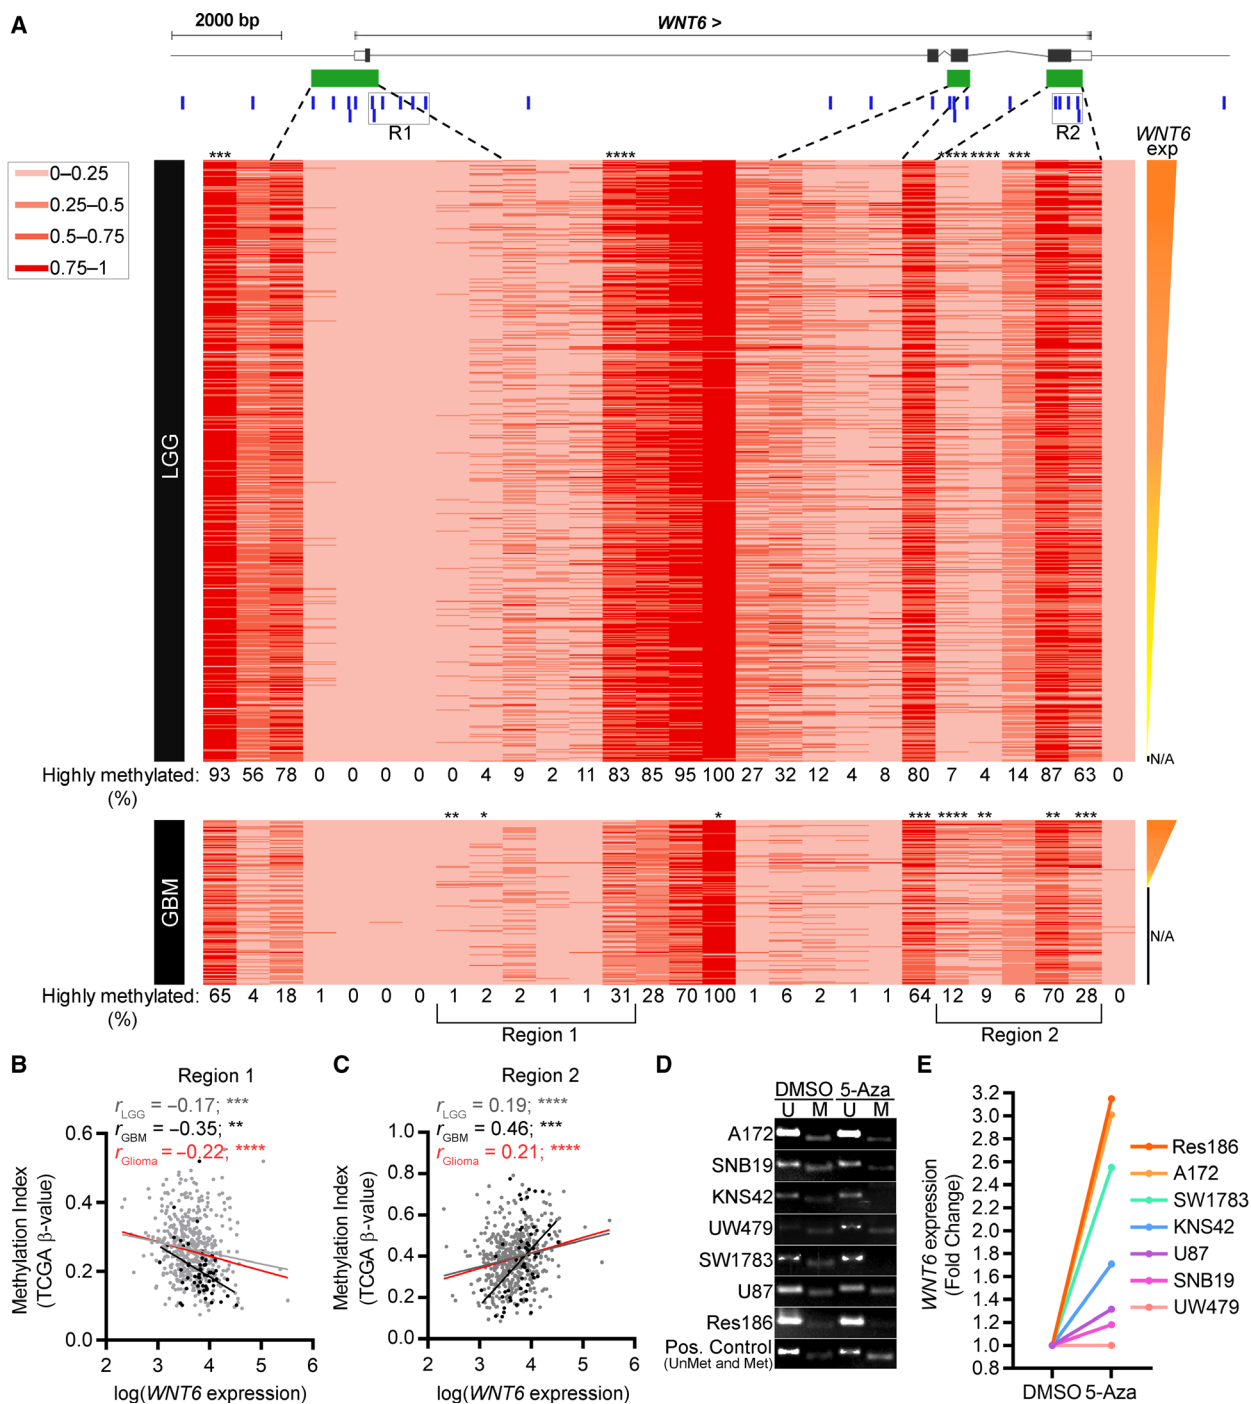 A
2000 bp
WNT6 >
R1
R2
WNT6
exp
0–0.25
0.25–0.5
0.5–0.75
0.75–1
*** **** **** **** ***
LGG
N/A
Highly methylated: 93 56 78 0 0 0 0 0 4 9 2 11 83 85 95 100 27 32 12 4 8 80 7 4 14 87 63 0
(%)
** * * *** **** ** ** ***
GBM
N/A
Highly methylated: 65 4 18 1 0 0 0 1 2 2 1 1 31 28 70 100 1 6 2 1 1 64 12 9 6 70 28 0
(%)
Region 1
Region 2
B
Region 1
rLGG = –0.17; ***
rGBM = –0.35; **
rGlioma = –0.22; ****
Methylation Index
(TCGA β-value)
0.6
0.4
0.2
0.0
2 3 4 5 6
log(WNT6 expression)
C
Region 2
rLGG = 0.19; ****
rGBM = 0.46; ***
rGlioma = 0.21; ****
Methylation Index
(TCGA β-value)
1.0
0.8
0.6
0.4
0.2
0.0
2 3 4 5 6
log(WNT6 expression)
D
DMSO 5-Aza
U M U M
A172
SNB19
KNS42
UW479
SW1783
U87
Res186
Pos. Control
(UnMet and Met)
E
WNT6 expression
(Fold Change)
3.2
3.0
2.8
2.6
2.4
2.2
2.0
1.8
1.6
1.4
1.2
1.0
0.8
DMSO 5-Aza
Res186
A172
SW1783
KNS42
U87
SNB19
UW479